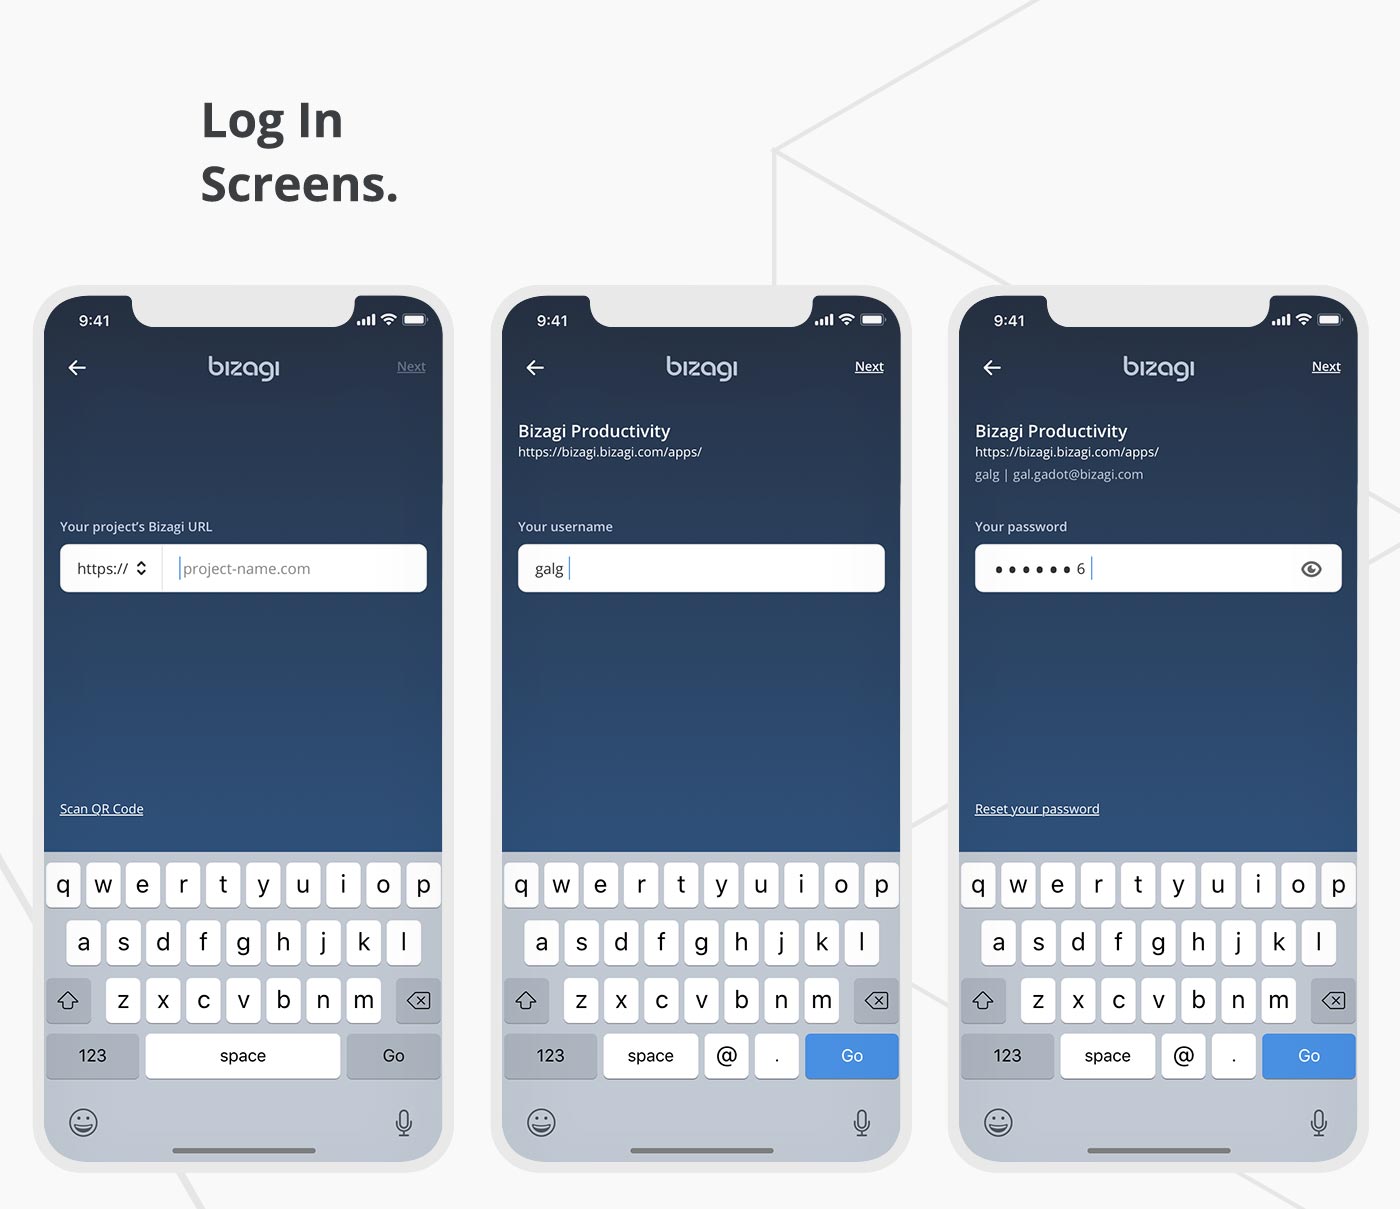 Log In
Screens.
9:41
bizagi
Next
Your project's Bizagi URL
https://
project-name.com
Scan QR Code
q w e r t y u i o p
a s d f g h j k l
z x c v b n m
123 space Go
9:41
bizagi
Next
Bizagi Productivity
https://bizagi.bizagi.com/apps/
Your username
galg
q w e r t y u i o p
a s d f g h j k l
z x c v b n m
123 space @ . Go
9:41
bizagi
Next
Bizagi Productivity
https://bizagi.bizagi.com/apps/
galg | gal.gadot@bizagi.com
Your password
••••••6
Reset your password
q w e r t y u i o p
a s d f g h j k l
z x c v b n m
123 space @ . Go